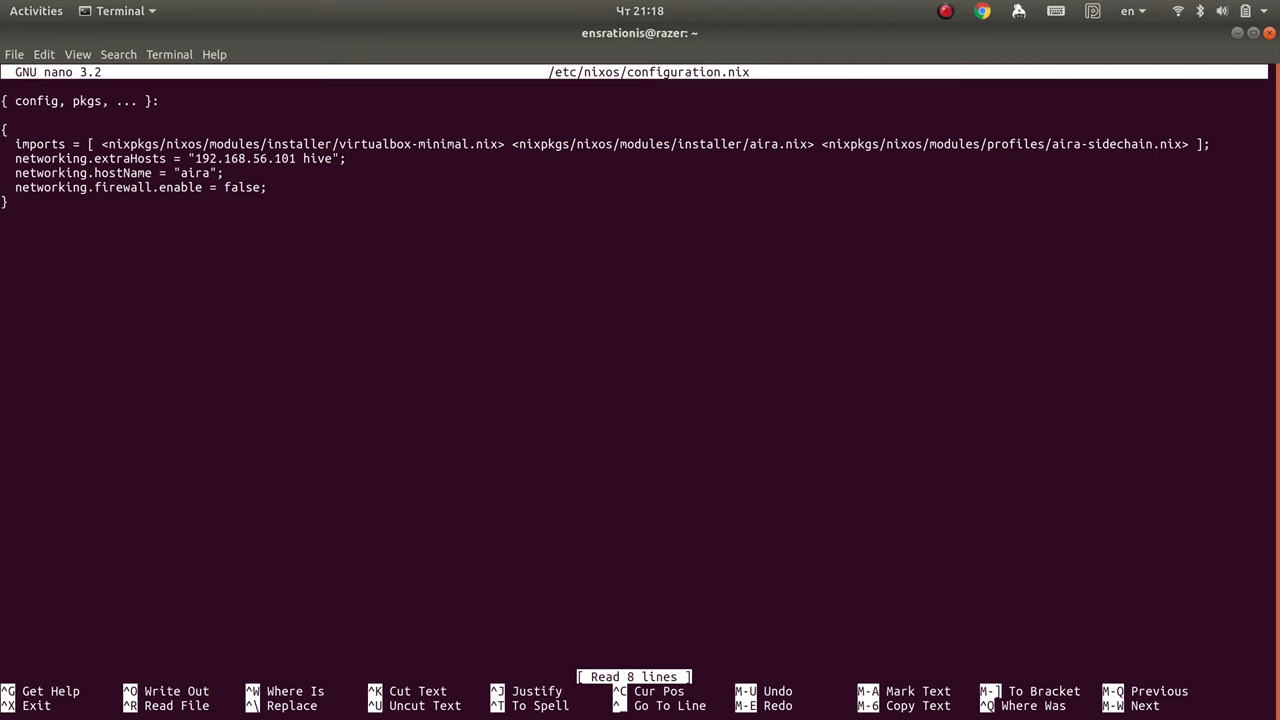 Activities Terminal Чт 21:18 en
ensrationis@razer: ~
File Edit View Search Terminal Help
GNU nano 3.2 /etc/nixos/configuration.nix
{ config, pkgs, ... }:
{
imports = [ <nixpkgs/nixos/modules/installer/virtualbox-minimal.nix> <nixpkgs/nixos/modules/installer/aira.nix> <nixpkgs/nixos/modules/profiles/aira-sidechain.nix> ];
networking.extraHosts = "192.168.56.101 hive";
networking.hostName = "aira";
networking.firewall.enable = false;
}
[ Read 8 lines ]
^G Get Help ^O Write Out ^W Where Is ^K Cut Text ^J Justify ^C Cur Pos M-U Undo M-A Mark Text M-] To Bracket M-Q Previous
^X Exit ^R Read File ^\ Replace ^U Uncut Text ^T To Spell ^_ Go To Line M-E Redo M-6 Copy Text ^Q Where Was M-W Next